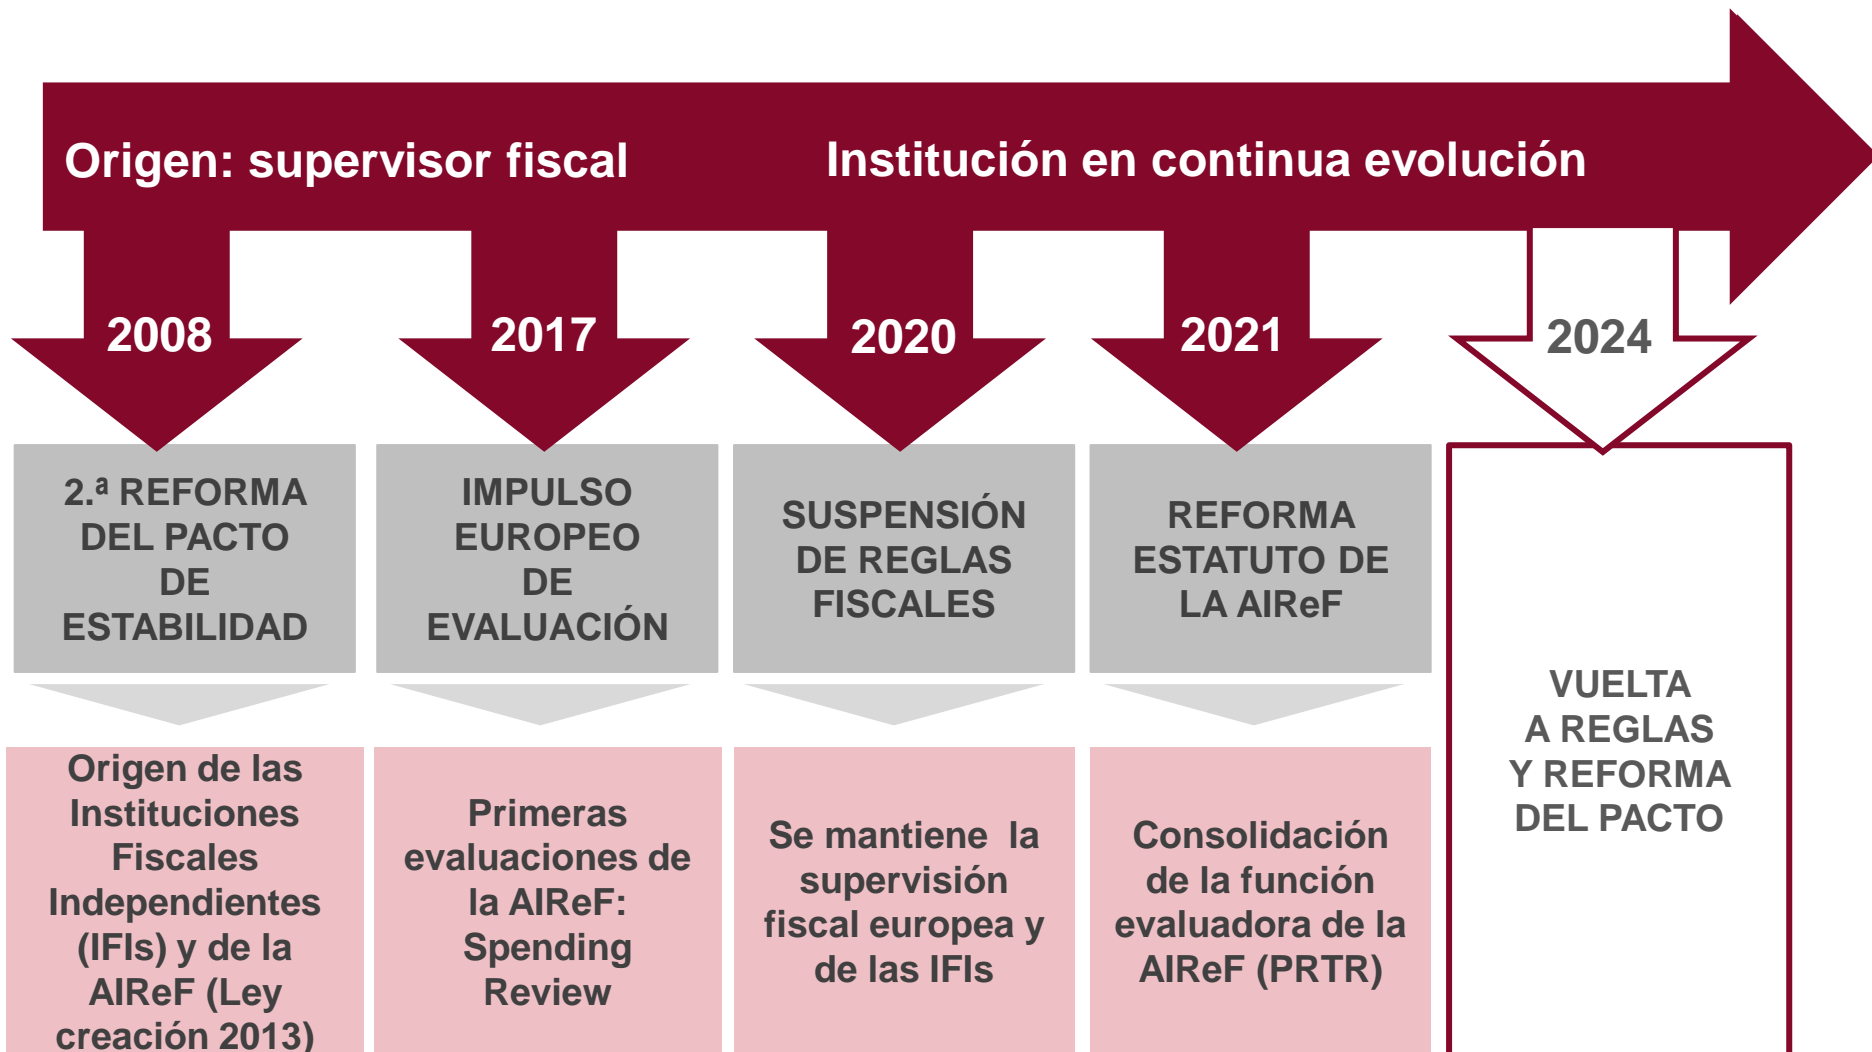 Origen: supervisor fiscal
Institución en continua evolución
2008
2017
2020
2021
2024
2.ª REFORMA
DEL PACTO
DE
ESTABILIDAD
IMPULSO
EUROPEO
DE
EVALUACIÓN
SUSPENSIÓN
DE REGLAS
FISCALES
REFORMA
ESTATUTO DE
LA AIReF
VUELTA
A REGLAS
Y REFORMA
DEL PACTO
Origen de las
Instituciones
Fiscales
Independientes
(IFIs) y de la
AIReF (Ley
creación 2013)
Primeras
evaluaciones de
la AIReF:
Spending
Review
Se mantiene  la
supervisión
fiscal europea y
de las IFIs
Consolidación
de la función
evaluadora de la
AIReF (PRTR)